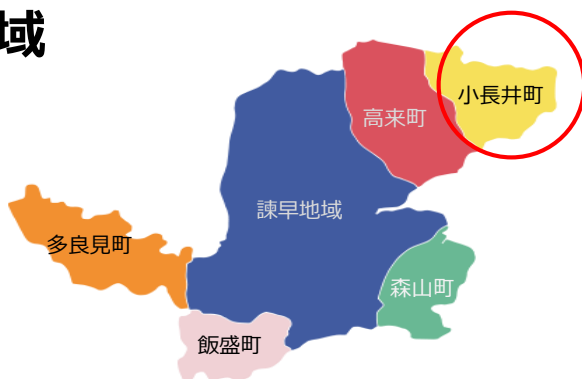 域
小長井町
高来町
諫早地域
多良見町
森山町
飯盛町